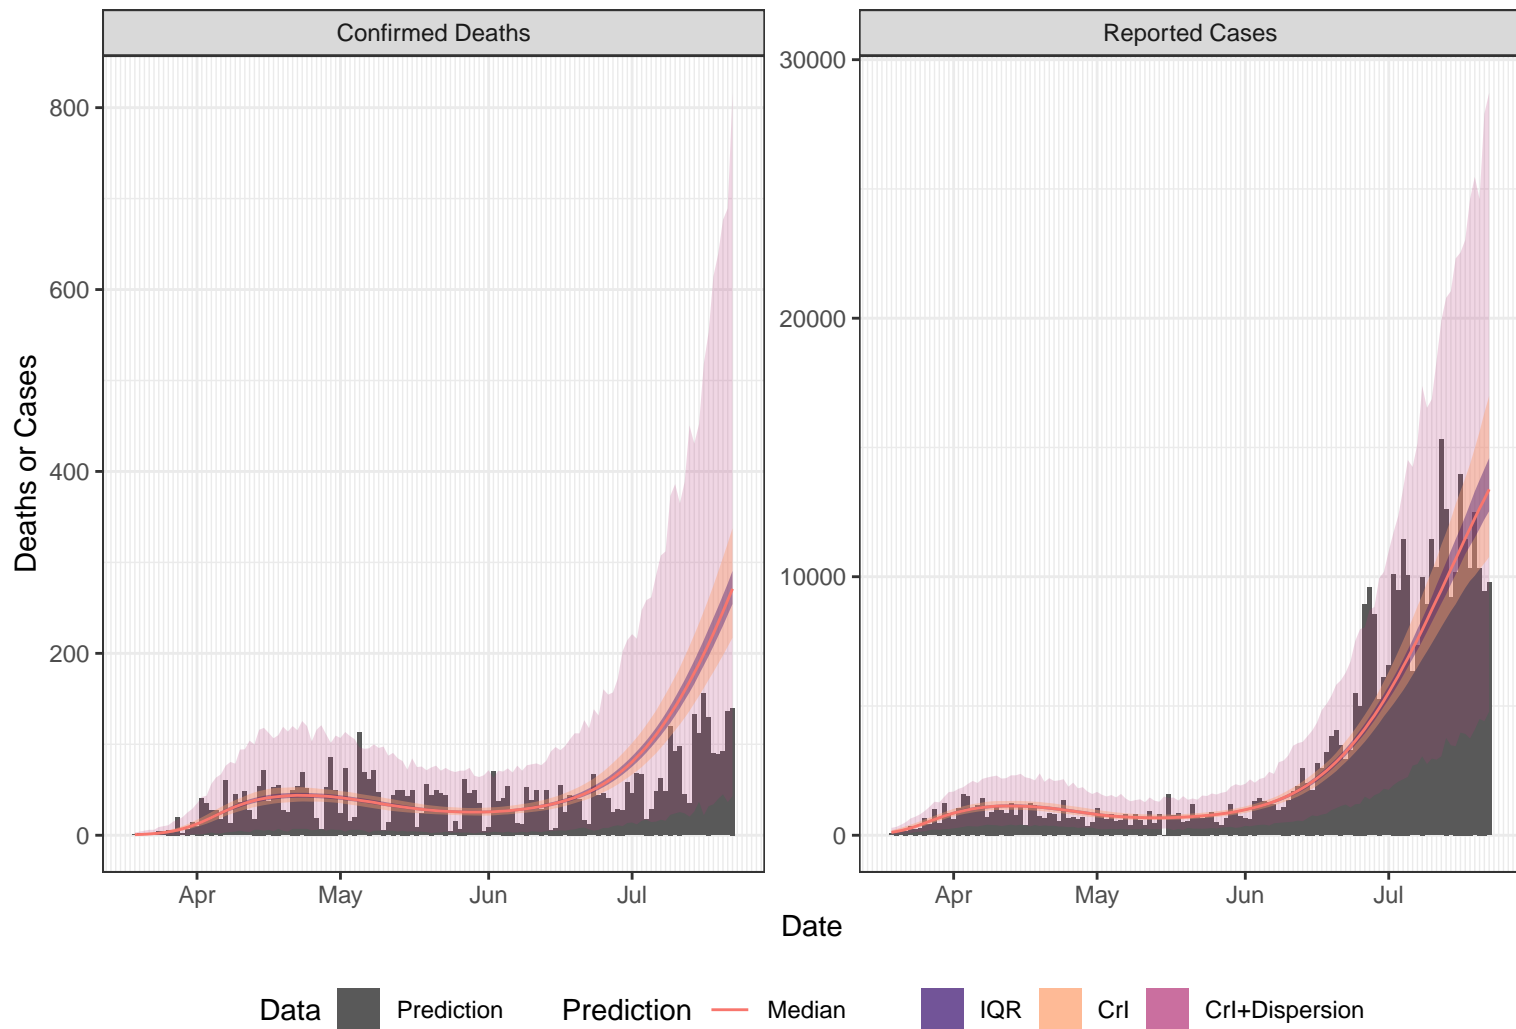 Confirmed Deaths
Reported Cases
Deaths or Cases
800
600
400
200
0
30000
20000
10000
0
Apr May Jun Jul
Apr May Jun Jul
Date
Data Prediction Prediction Median IQR CrI CrI+Dispersion